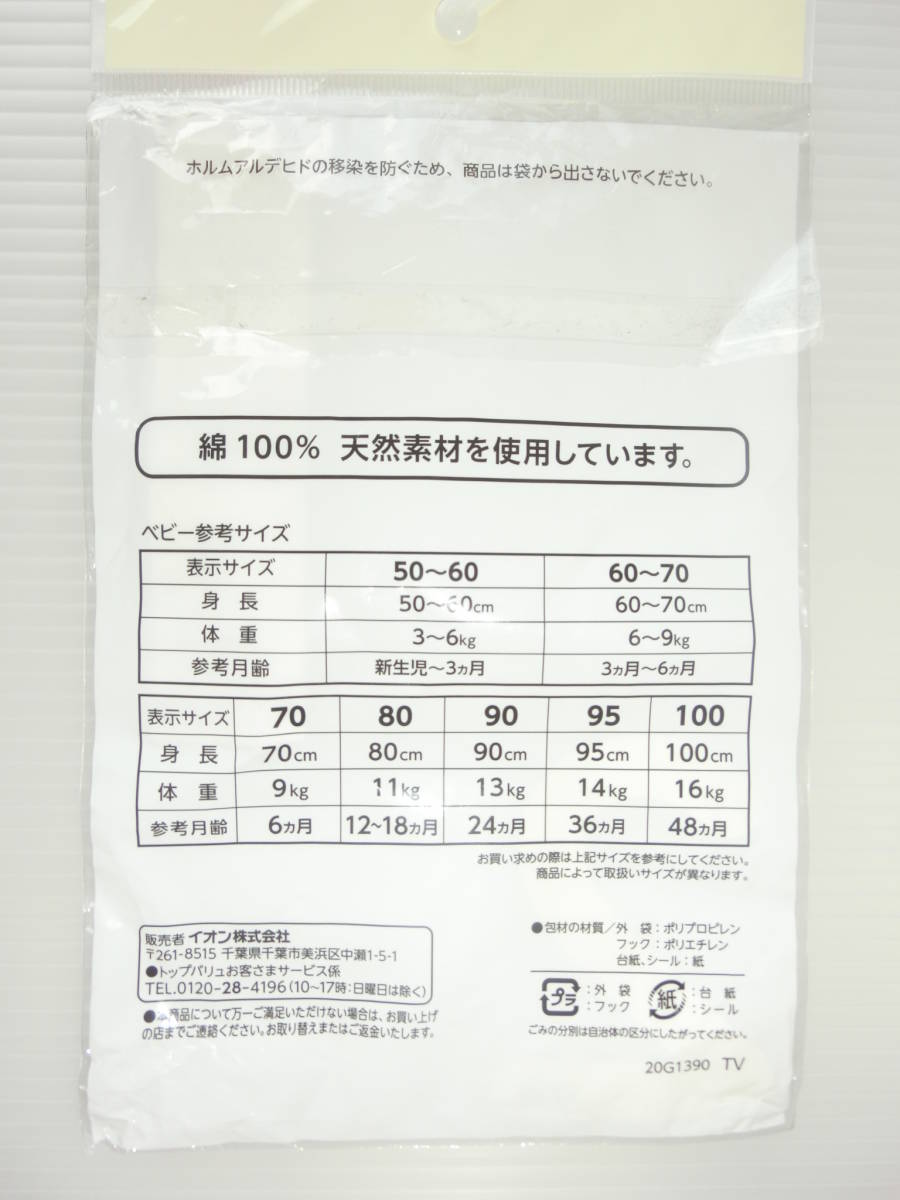 ホルムアルデヒドの移染を防ぐため、商品は袋から出さないでください。
綿100% 天然素材を使用しています。
ベビー参考サイズ
表示サイズ 50〜60 60〜70
身長 50〜60cm 60〜70cm
体重 3〜6kg 6〜9kg
参考月齢 新生児〜3ヵ月 3ヵ月〜6ヵ月
表示サイズ 70 80 90 95 100
身長 70cm 80cm 90cm 95cm 100cm
体重 9kg 11kg 13kg 14kg 16kg
参考月齢 6ヵ月 12~18ヵ月 24ヵ月 36ヵ月 48ヵ月
お買い求めの際は上記サイズを参考にしてください。
商品によって取扱いサイズが異なります。
販売者 イオン株式会社
〒261-8515 千葉県千葉市美浜区中瀬1-5-1
●トップバリュお客さまサービス係
TEL.0120-28-4196(10〜17時:日曜日は除く)
●本商品について万一ご満足いただけない場合は、お買い上げ
の店までご連絡ください。お取り替えまたはご返金いたします。
●包材の材質/外 袋:ポリプロピレン
フック:ポリエチレン
台紙、シール:紙
プラ :外 袋 紙 :台 紙
:フック :シール
ごみの分別は自治体の区分にしたがってください。
20G1390 TV